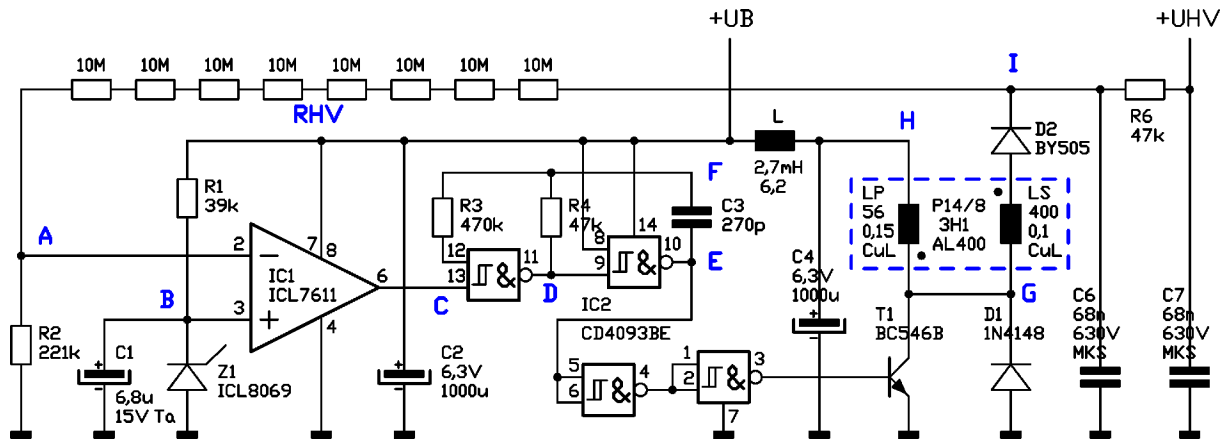 +UB
+UHV
10M 10M 10M 10M 10M 10M 10M 10M
RHV
I
R6
47k
L
2,7mH
6,2
H
D2
BY505
F
R1
39k
R3
470k
R4
47k
C3
270p
LP
56
0,15
CuL
P14/8
3H1
AL400
LS
400
0,1
CuL
A
2
7
8
IC1
ICL7611
6
3
4
B
C
12
13
&
11
D
8
9
14
&
10
E
G
C4
6,3V
1000u
+
-
R2
221k
C1
+
-
6,8u
15V Ta
Z1
ICL8069
C2
6,3V
1000u
+
-
IC2
CD4093BE
5
6
&
4
1
2
&
3
7
T1
BC546B
D1
1N4148
C6
68n
630V
MKS
C7
68n
630V
MKS